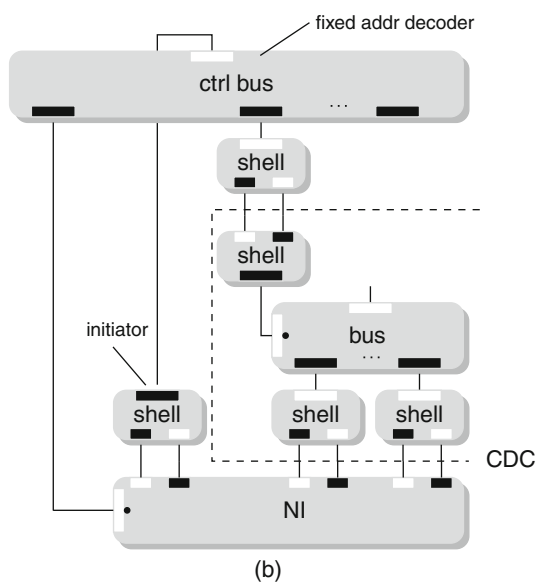 fixed addr decoder
ctrl bus
...
shell
shell
initiator
bus
...
shell
shell
shell
CDC
NI
(b)